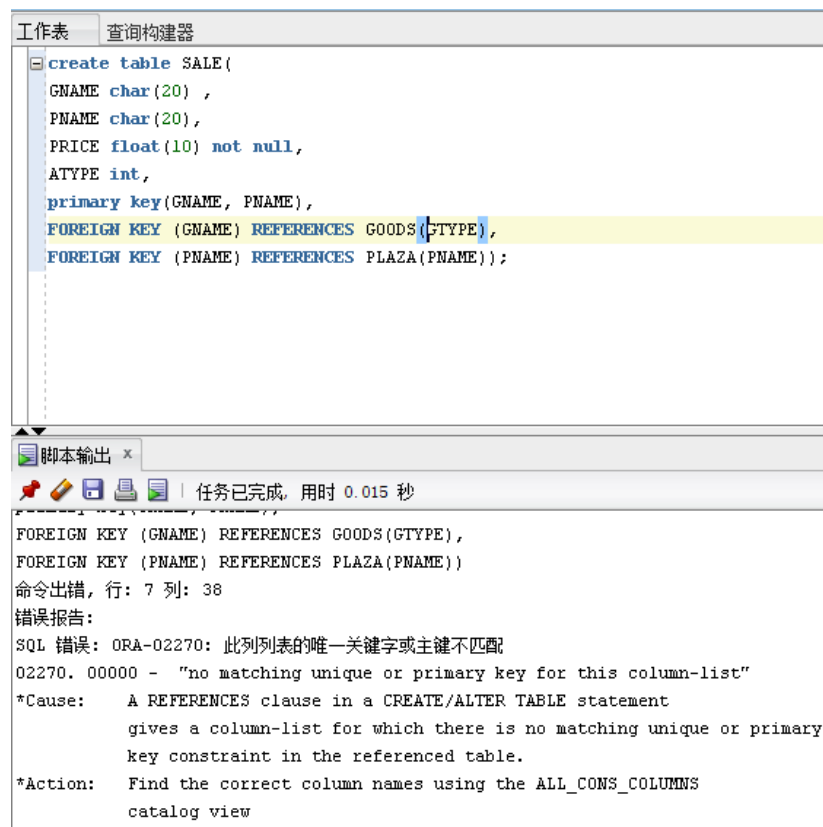 工作表 查询构建器
create table SALE(
GNAME char(20) ,
PNAME char(20),
PRICE float(10) not null,
ATYPE int,
primary key(GNAME, PNAME),
FOREIGN KEY (GNAME) REFERENCES GOODS(GTYPE),
FOREIGN KEY (PNAME) REFERENCES PLAZA(PNAME));
脚本输出 x
任务已完成, 用时 0.015 秒
FOREIGN KEY (GNAME) REFERENCES GOODS(GTYPE),
FOREIGN KEY (PNAME) REFERENCES PLAZA(PNAME))
命令出错, 行: 7 列: 38
错误报告:
SQL 错误: ORA-02270: 此列列表的唯一关键字或主键不匹配
02270. 00000 - "no matching unique or primary key for this column-list"
*Cause: A REFERENCES clause in a CREATE/ALTER TABLE statement
gives a column-list for which there is no matching unique or primary
key constraint in the referenced table.
*Action: Find the correct column names using the ALL_CONS_COLUMNS
catalog view